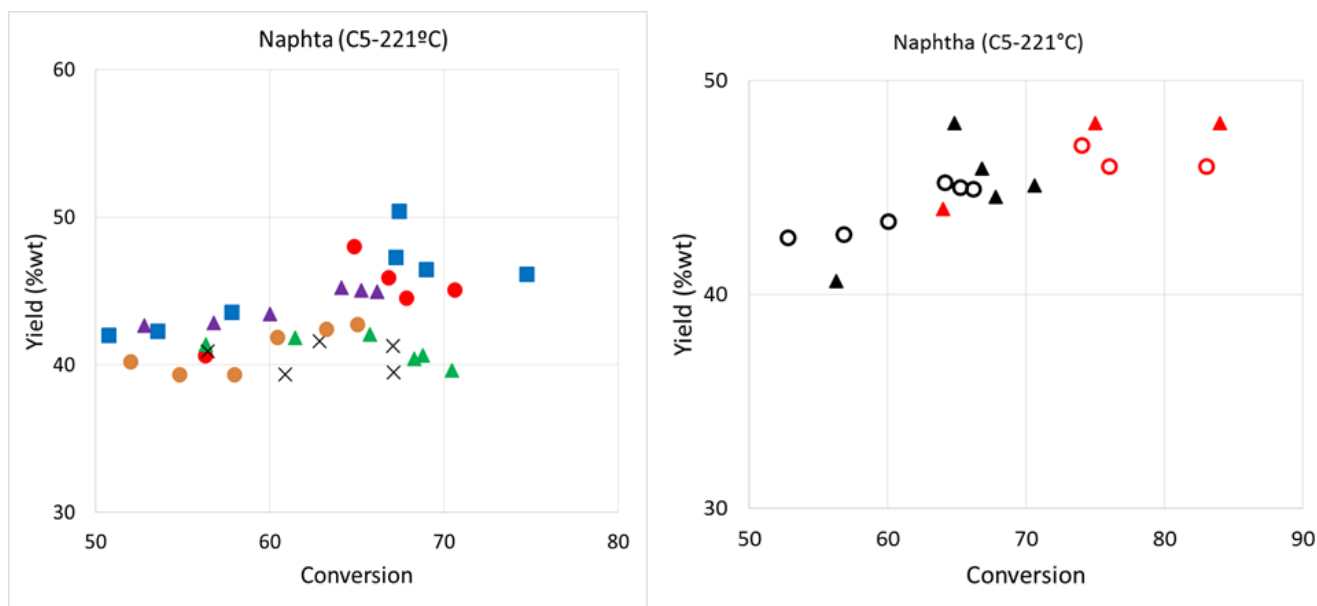 Naphta (C5-221ºC)
60
50
40
30
Yield (%wt)
50 60 70 80
Conversion
Naphtha (C5-221°C)
50
40
30
Yield (%wt)
50 60 70 80 90
Conversion